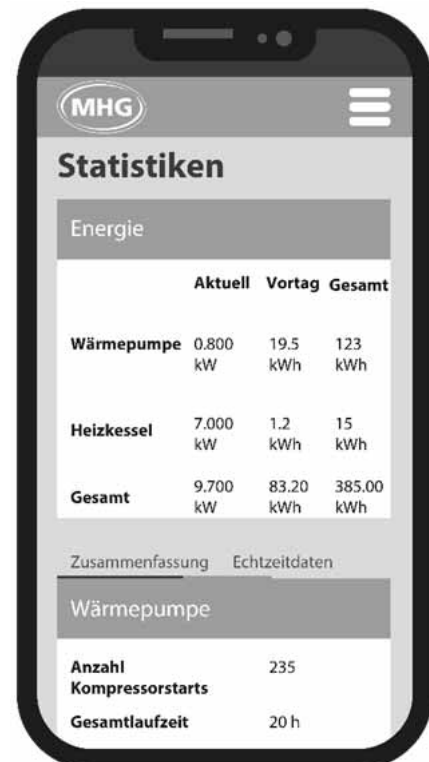 MHG
Statistiken
Energie
Aktuell Vortag Gesamt
Wärmepumpe 0.800 19.5 123
kW kWh kWh
Heizkessel 7.000 1.2 15
kW kWh kWh
Gesamt 9.700 83.20 385.00
kW kWh kWh
Zusammenfassung Echtzeitdaten
Wärmepumpe
Anzahl 235
Kompressorstarts
Gesamtlaufzeit 20 h